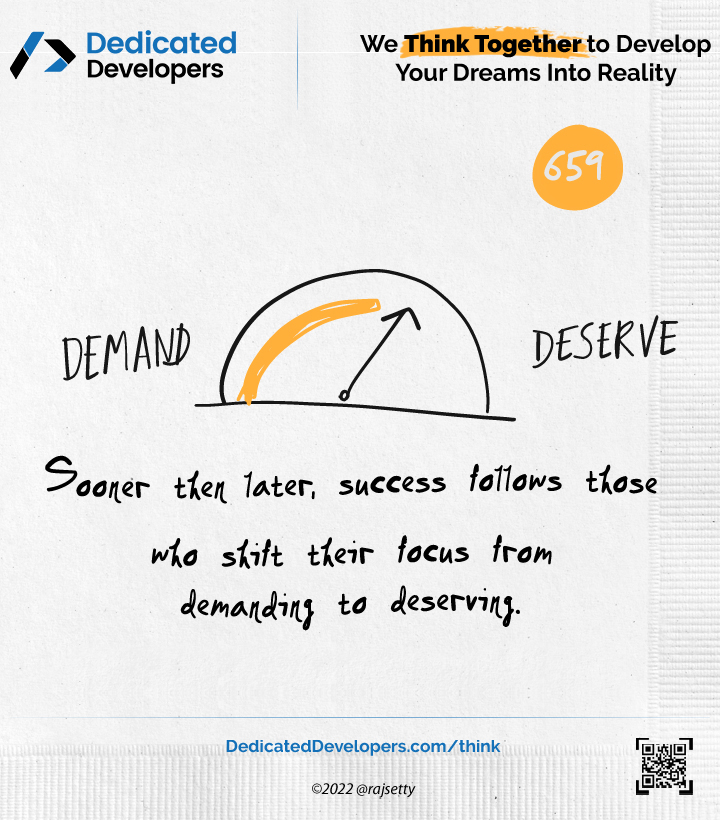 Dedicated
Developers
We Think Together to Develop
Your Dreams Into Reality
659
DEMAND
DESERVE
Sooner then later, success follows those
who shift their focus from
demanding to deserving.
DedicatedDevelopers.com/think
©2022 @rajsetty